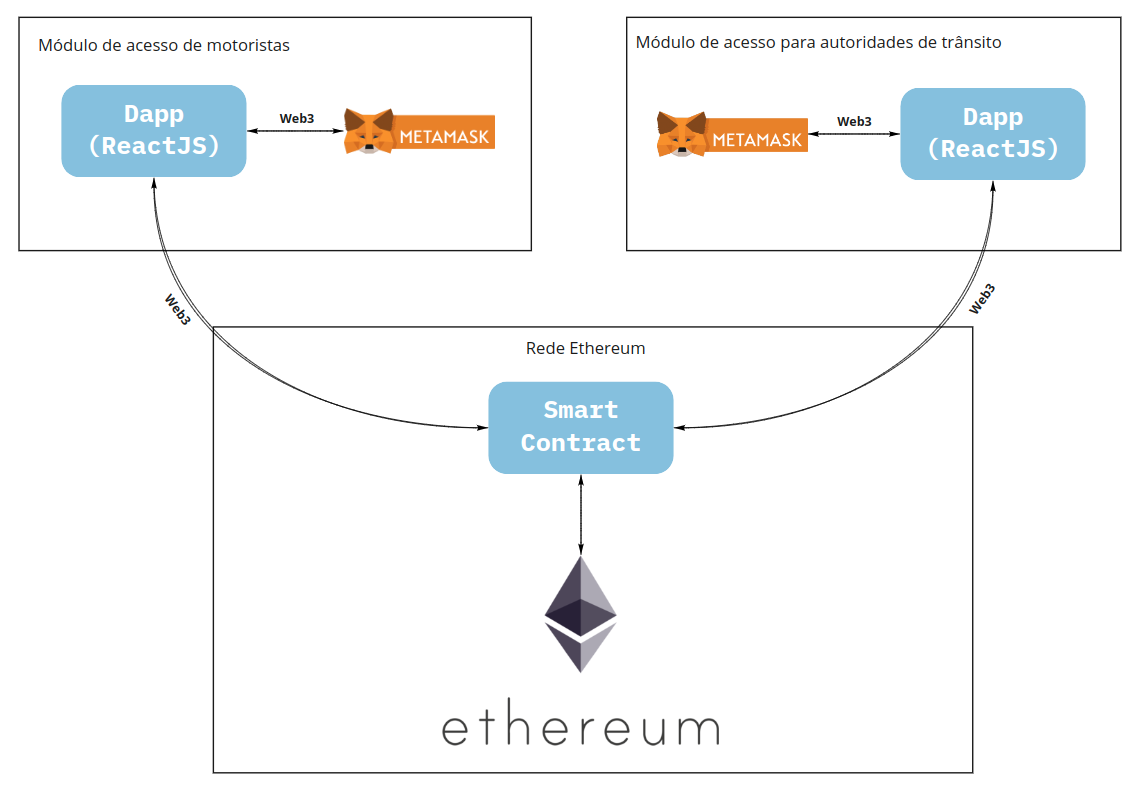 Módulo de acesso de motoristas
Dapp
(ReactJS)
Web3
METAMASK
Módulo de acesso para autoridades de trânsito
METAMASK
Web3
Dapp
(ReactJS)
Web3
Web3
Rede Ethereum
Smart
Contract
ethereum